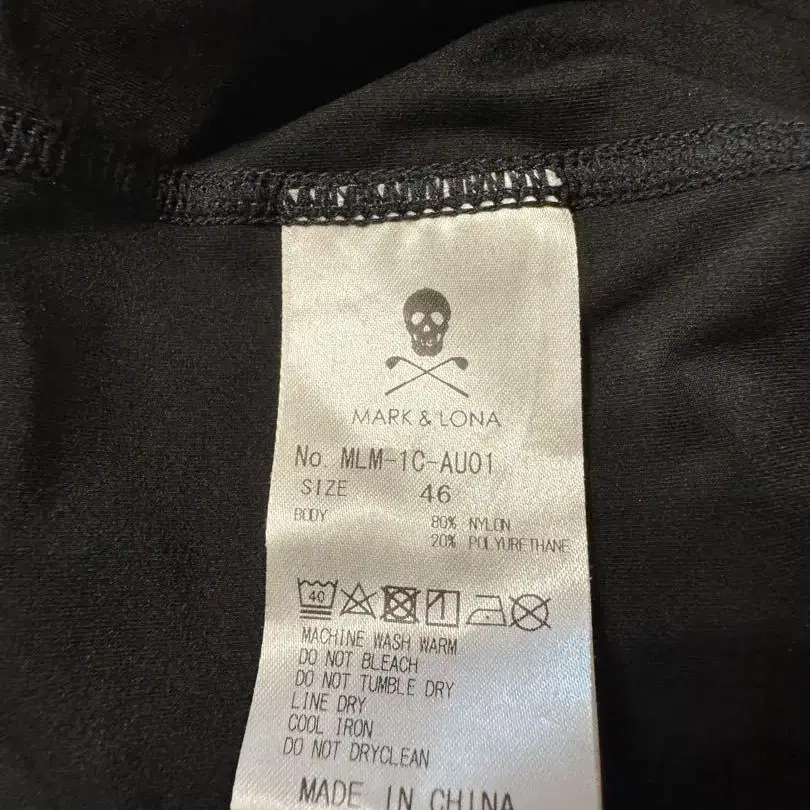 MARK & LONA
No. MLM-1C-AU01
SIZE 46
BODY 80% NYLON
20% POLYURETHANE
40
MACHINE WASH WARM
DO NOT BLEACH
DO NOT TUMBLE DRY
LINE DRY
COOL IRON
DO NOT DRYCLEAN
MADE IN CHINA